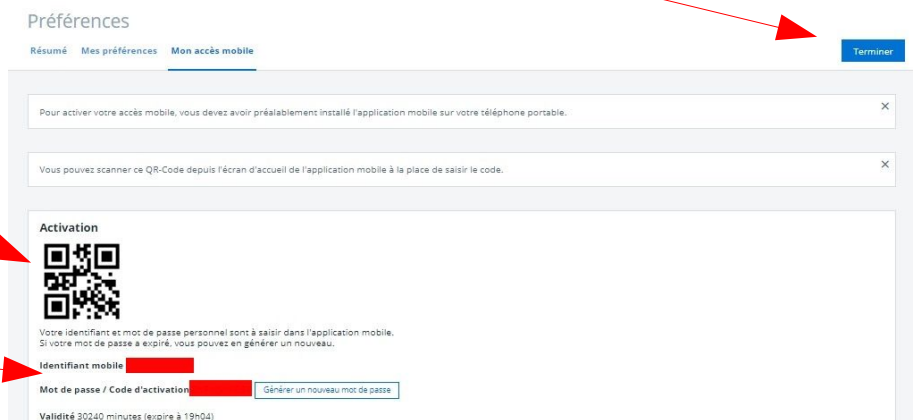 Préférences
Résumé Mes préférences Mon accès mobile
Terminer
Pour activer votre accès mobile, vous devez avoir préalablement installé l'application mobile sur votre téléphone portable.
Vous pouvez scanner ce QR-Code depuis l'écran d'accueil de l'application mobile à la place de saisir le code.
Activation
Votre identifiant et mot de passe personnel sont à saisir dans l'application mobile.
Si votre mot de passe a expiré, vous pouvez en générer un nouveau.
Identifiant mobile
Mot de passe / Code d'activation Générer un nouveau mot de passe
Validité 30240 minutes (expire à 19h04)